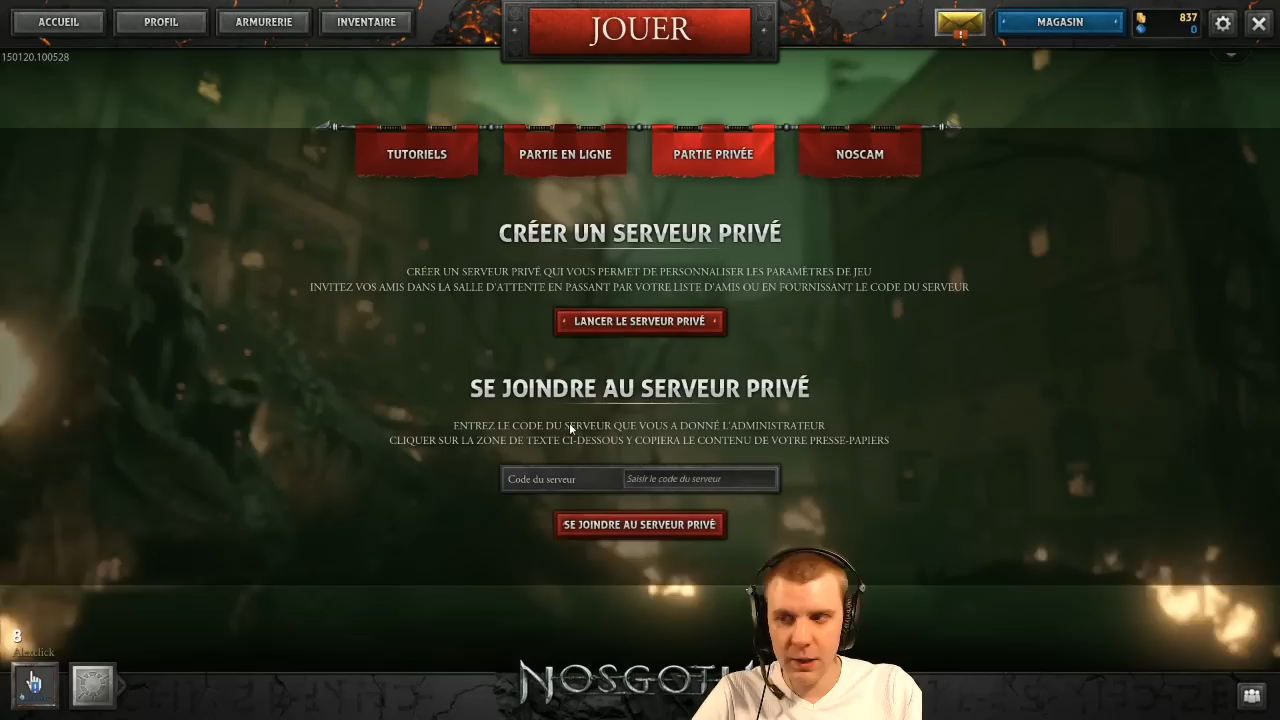 ACCUEIL
PROFIL
ARMURERIE
INVENTAIRE
JOUER
MAGASIN
837
0
150120.100528
TUTORIELS
PARTIE EN LIGNE
PARTIE PRIVÉE
NOSCAM
CRÉER UN SERVEUR PRIVÉ
CRÉER UN SERVEUR PRIVÉ QUI VOUS PERMET DE PERSONNALISER LES PARAMÈTRES DE JEU
INVITEZ VOS AMIS DANS LA SALLE D'ATTENTE EN PASSANT PAR VOTRE LISTE D'AMIS OU EN FOURNISSANT LE CODE DU SERVEUR
LANCER LE SERVEUR PRIVÉ
SE JOINDRE AU SERVEUR PRIVÉ
ENTREZ LE CODE DU SERVEUR QUE VOUS A DONNÉ L'ADMINISTRATEUR
CLIQUER SUR LA ZONE DE TEXTE CI-DESSOUS Y COPIERA LE CONTENU DE VOTRE PRESSE-PAPIERS
Code du serveur
Saisir le code du serveur
SE JOINDRE AU SERVEUR PRIVÉ
8
Alexclick
NOSGOTH